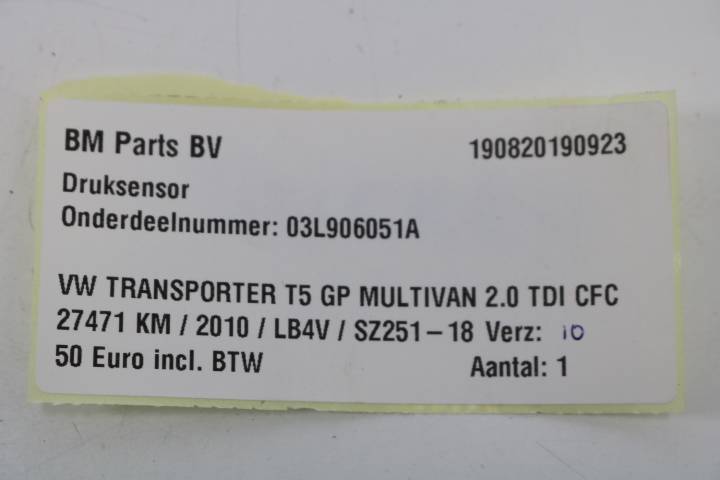 BM Parts BV 190820190923
Druksensor
Onderdeelnummer: 03L906051A
VW TRANSPORTER T5 GP MULTIVAN 2.0 TDI CFC
27471 KM / 2010 / LB4V / SZ251-18 Verz: 10
50 Euro incl. BTW Aantal: 1